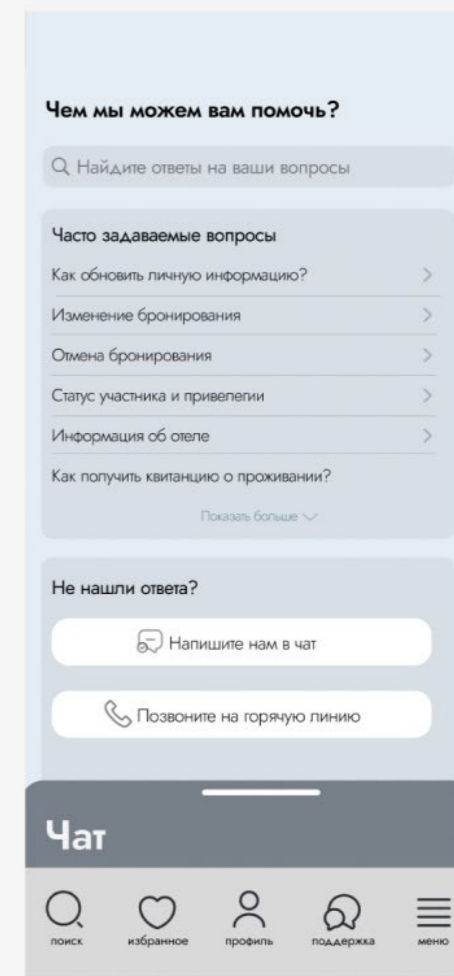 Чем мы можем вам помочь?
Найдите ответы на ваши вопросы
Часто задаваемые вопросы
Как обновить личную информацию?
Изменение бронирования
Отмена бронирования
Статус участника и привелегии
Информация об отеле
Как получить квитанцию о проживании?
Показать больше
Не нашли ответа?
Напишите нам в чат
Позвоните на горячую линию
Чат
поиск избранное профиль поддержка меню